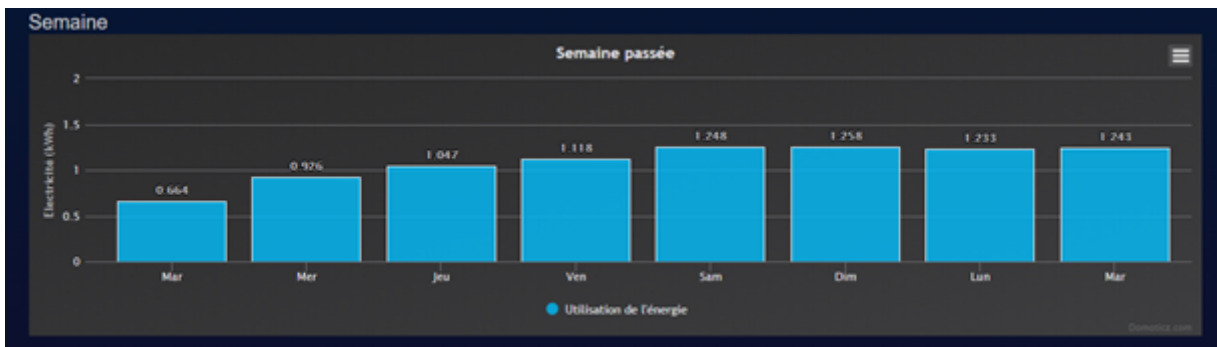 Semaine
Semaine passée
2
1.5
1
0.5
0
Electricité (kWh)
0.664
0.926
1.047
1.118
1.248
1.258
1.233
1.243
Mar
Mer
Jeu
Ven
Sam
Dim
Lun
Mar
Utilisation de l'énergie
Domoticz.com